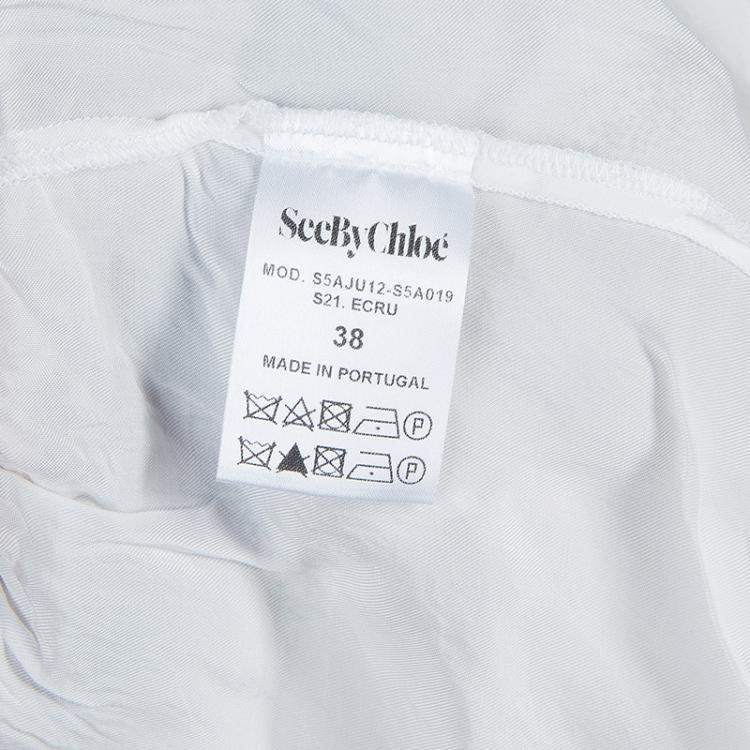 SeeByChloé
MOD. S5AJU12-S5A019
S21. ECRU
38
MADE IN PORTUGAL
P
P